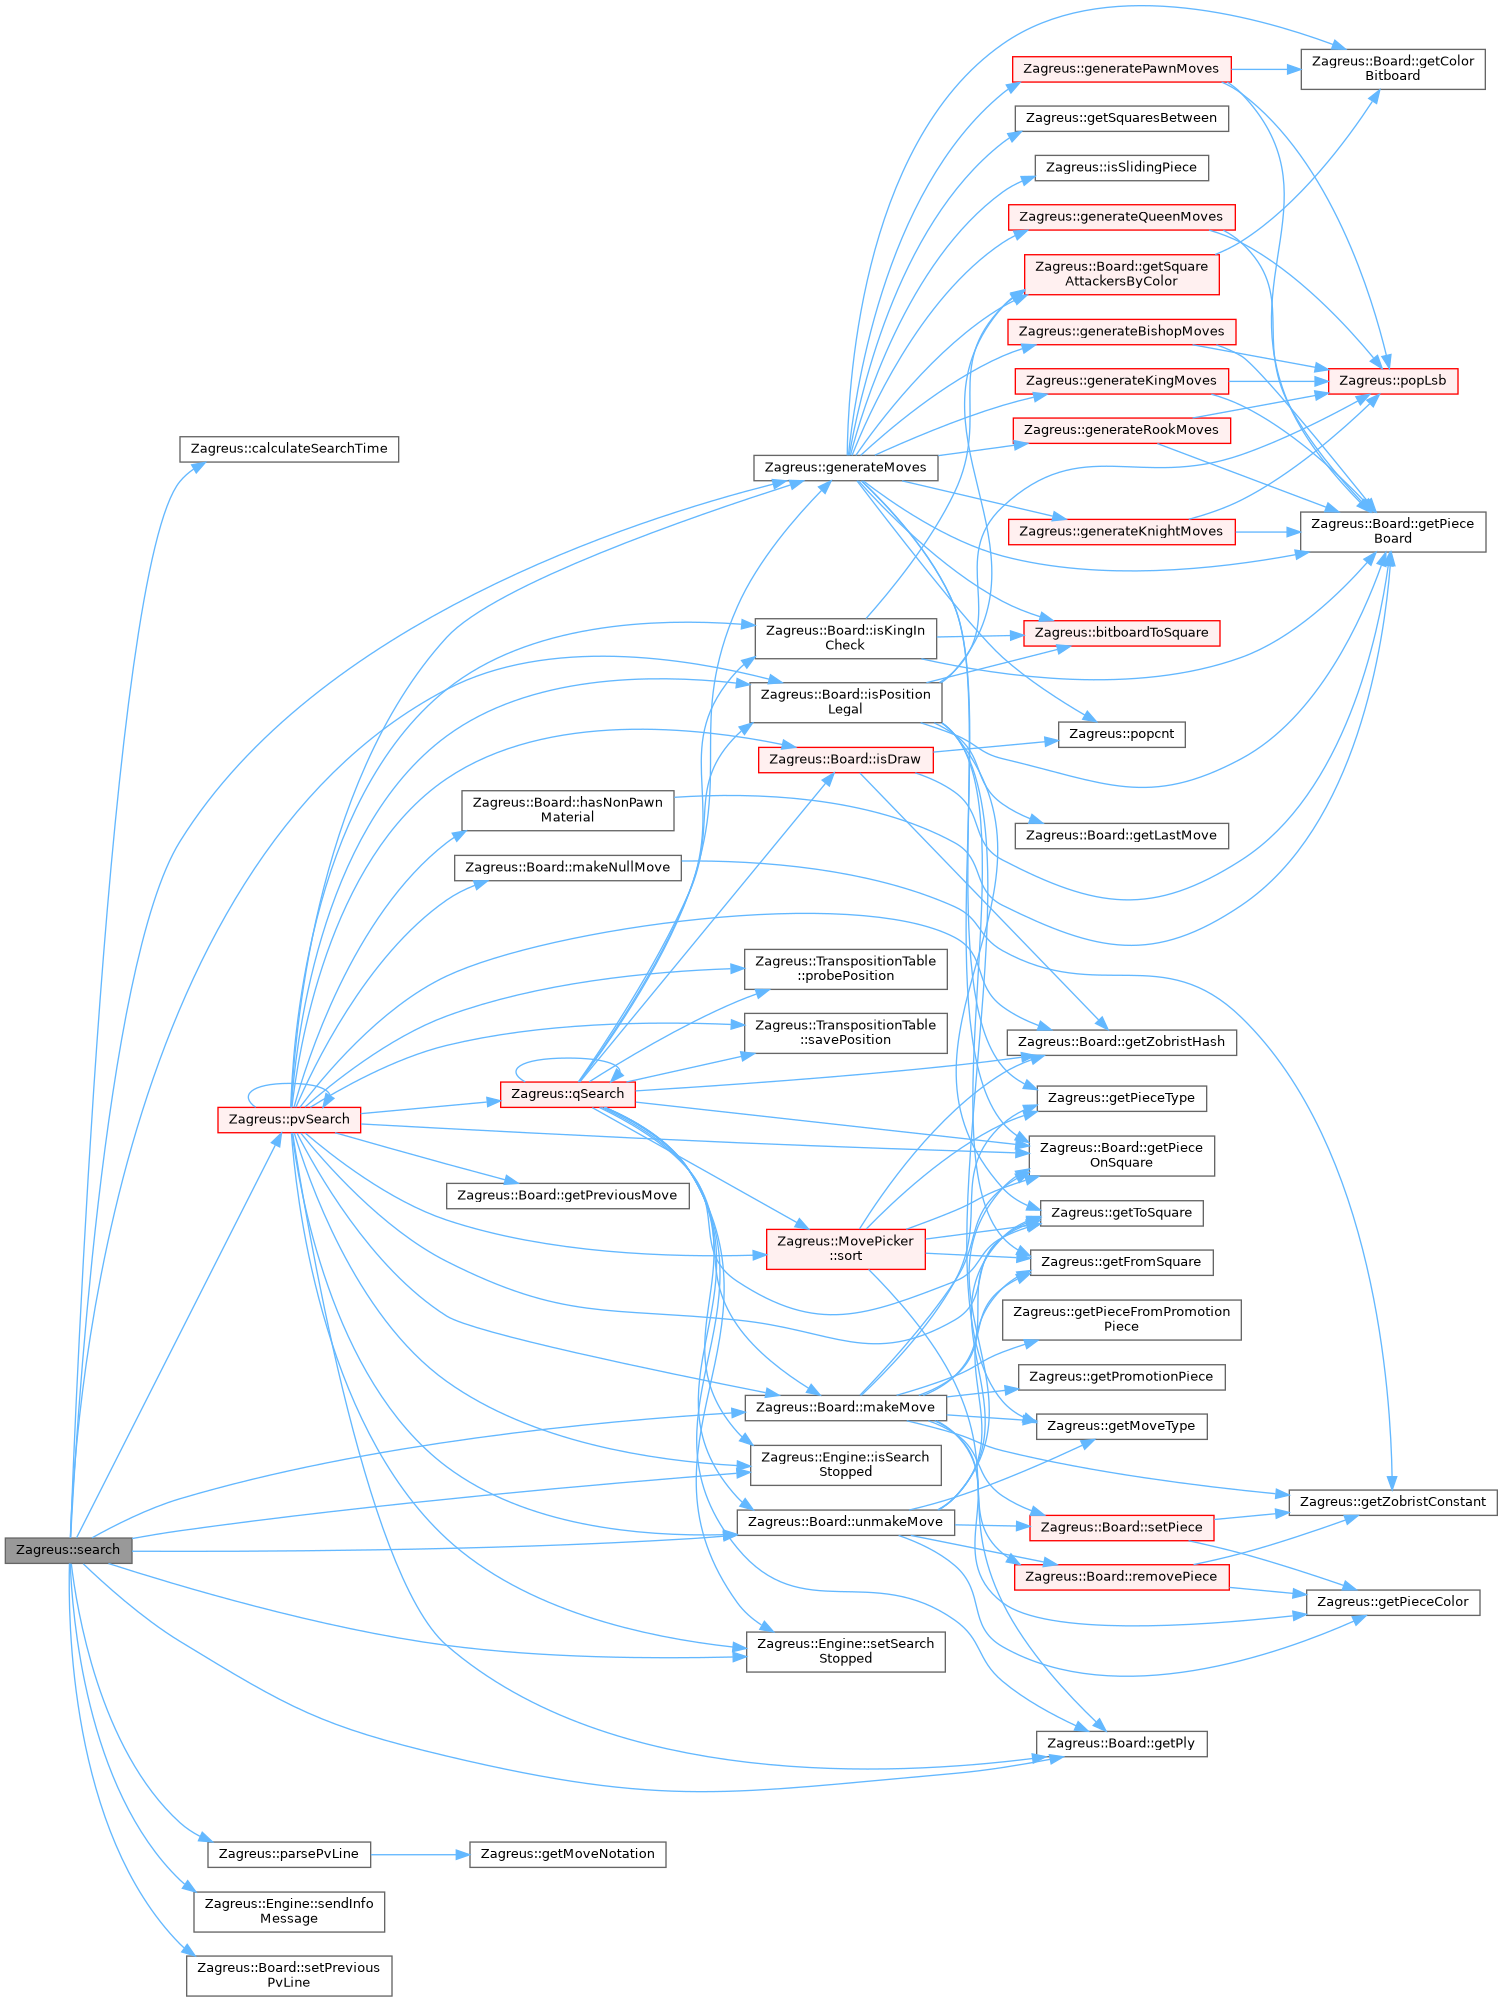 Zagreus::generatePawnMoves
Zagreus::Board::getColor
Bitboard
Zagreus::getSquaresBetween
Zagreus::isSlidingPiece
Zagreus::generateQueenMoves
Zagreus::Board::getSquare
AttackersByColor
Zagreus::generateBishopMoves
Zagreus::generateKingMoves
Zagreus::popLsb
Zagreus::generateRookMoves
Zagreus::calculateSearchTime
Zagreus::generateMoves
Zagreus::generateKnightMoves
Zagreus::Board::getPiece
Board
Zagreus::Board::isKingIn
Check
Zagreus::bitboardToSquare
Zagreus::Board::isPosition
Legal
Zagreus::popcnt
Zagreus::Board::isDraw
Zagreus::Board::hasNonPawn
Material
Zagreus::Board::getLastMove
Zagreus::Board::makeNullMove
Zagreus::TranspositionTable
::probePosition
Zagreus::TranspositionTable
::savePosition
Zagreus::Board::getZobristHash
Zagreus::qSearch
Zagreus::getPieceType
Zagreus::pvSearch
Zagreus::Board::getPiece
OnSquare
Zagreus::Board::getPreviousMove
Zagreus::getToSquare
Zagreus::MovePicker
::sort
Zagreus::getFromSquare
Zagreus::getPieceFromPromotion
Piece
Zagreus::getPromotionPiece
Zagreus::Board::makeMove
Zagreus::getMoveType
Zagreus::Engine::isSearch
Stopped
Zagreus::getZobristConstant
Zagreus::Board::unmakeMove
Zagreus::Board::setPiece
Zagreus::search
Zagreus::Board::removePiece
Zagreus::getPieceColor
Zagreus::Engine::setSearch
Stopped
Zagreus::Board::getPly
Zagreus::parsePvLine
Zagreus::getMoveNotation
Zagreus::Engine::sendInfo
Message
Zagreus::Board::setPrevious
PvLine